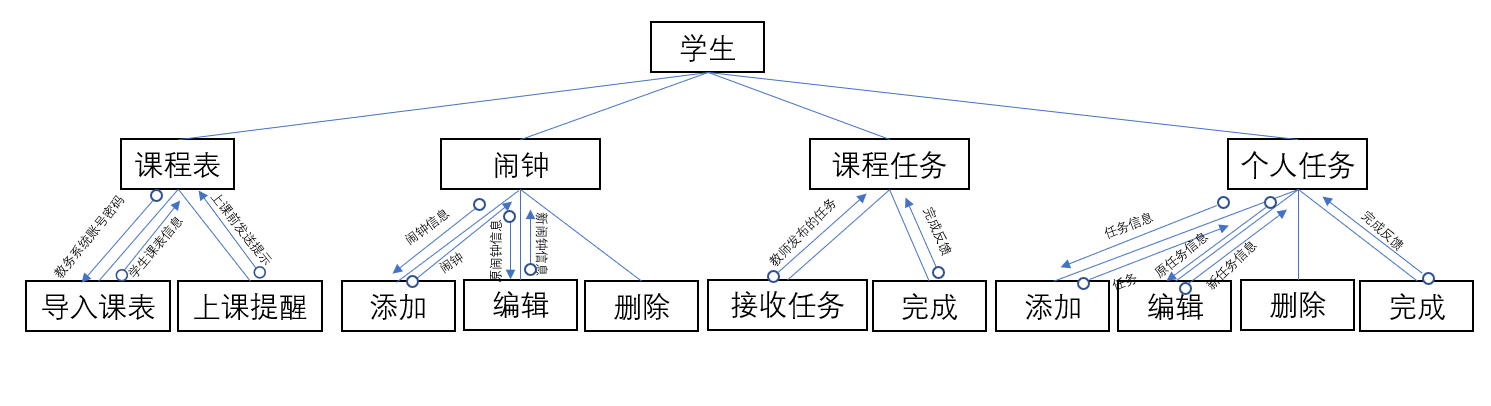 学生
课程表
闹钟
课程任务
个人任务
教务系统账号密码
学生课表信息
上课前发送提示
闹钟信息
闹钟
原闹钟信息
新闹钟信息
教师发布的任务
完成反馈
任务信息
任务
原任务信息
新任务信息
完成反馈
导入课表
上课提醒
添加
编辑
删除
接收任务
完成
添加
编辑
删除
完成